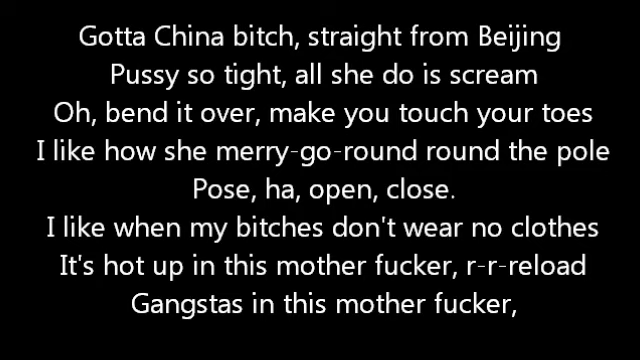 Gotta China bitch, straight from Beijing
Pussy so tight, all she do is scream
Oh, bend it over, make you touch your toes
I like how she merry-go-round round the pole
Pose, ha, open, close.
I like when my bitches don't wear no clothes
It's hot up in this mother fucker, r-r-reload
Gangstas in this mother fucker,